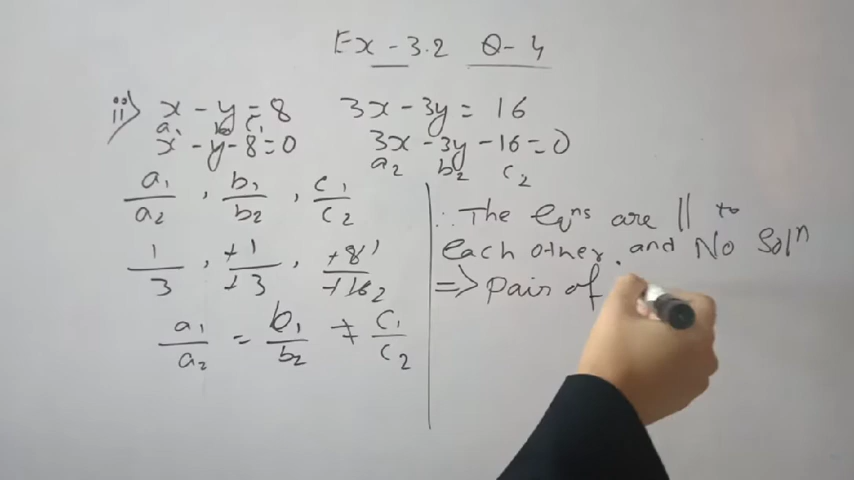 Ex - 3.2 Q-4
ii) x - y = 8 3x - 3y = 16
x - y - 8 = 0 3x - 3y - 16 = 0
a₁ b₁ c₁ a₂ b₂ c₂
a₁/a₂ , b₁/b₂ , c₁/c₂
1/3 , +1/+3 , +8 1/+16 2
a₁/a₂ = b₁/b₂ ≠ c₁/c₂
∴ The Eqⁿs are || to
each other. and No Solⁿ
=> Pair of